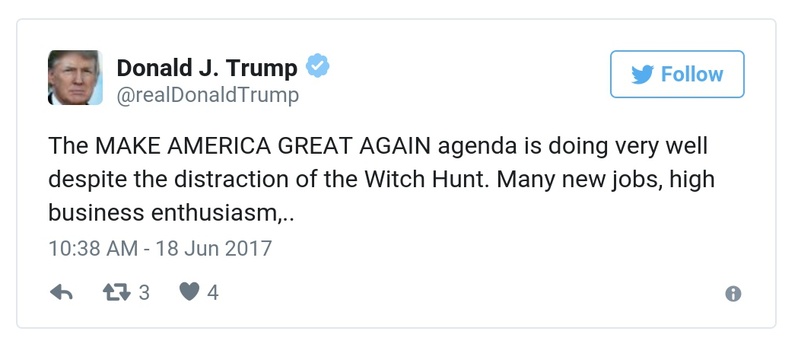 Donald J. Trump
Follow
@realDonaldTrump
The MAKE AMERICA GREAT AGAIN agenda is doing very well
despite the distraction of the Witch Hunt. Many new jobs, high
business enthusiasm,..
10:38 AM - 18 Jun 2017
3 4